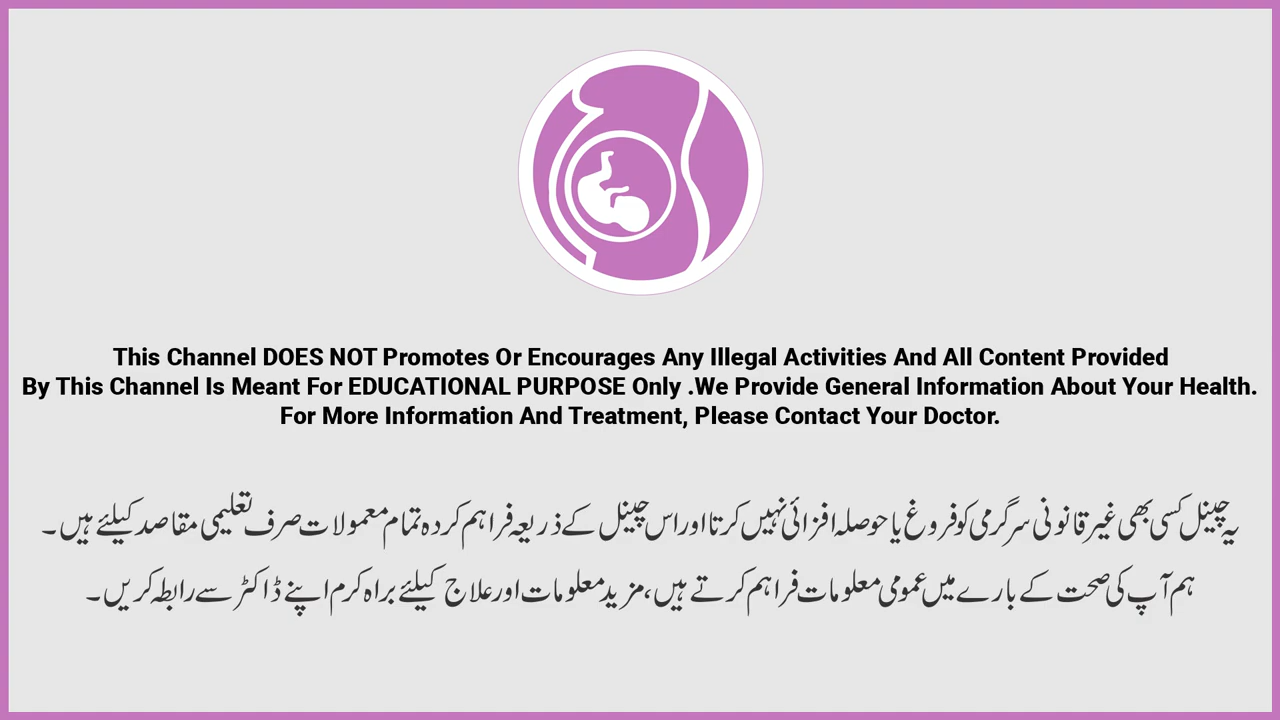 This Channel DOES NOT Promotes Or Encourages Any Illegal Activities And All Content Provided
By This Channel Is Meant For EDUCATIONAL PURPOSE Only .We Provide General Information About Your Health.
For More Information And Treatment, Please Contact Your Doctor.
یہ چینل کسی بھی غیر قانونی سرگرمی کو فروغ یا حوصلہ افزائی نہیں کرتا اور اس چینل کے ذریعہ فراہم کردہ تمام معمولات صرف تعلیمی مقاصد کیلئے ہیں۔
ہم آپ کی صحت کے بارے میں عمومی معلومات فراہم کرتے ہیں، مزید معلومات اور علاج کیلئے براہ کرم اپنے ڈاکٹر سے رابطہ کریں۔